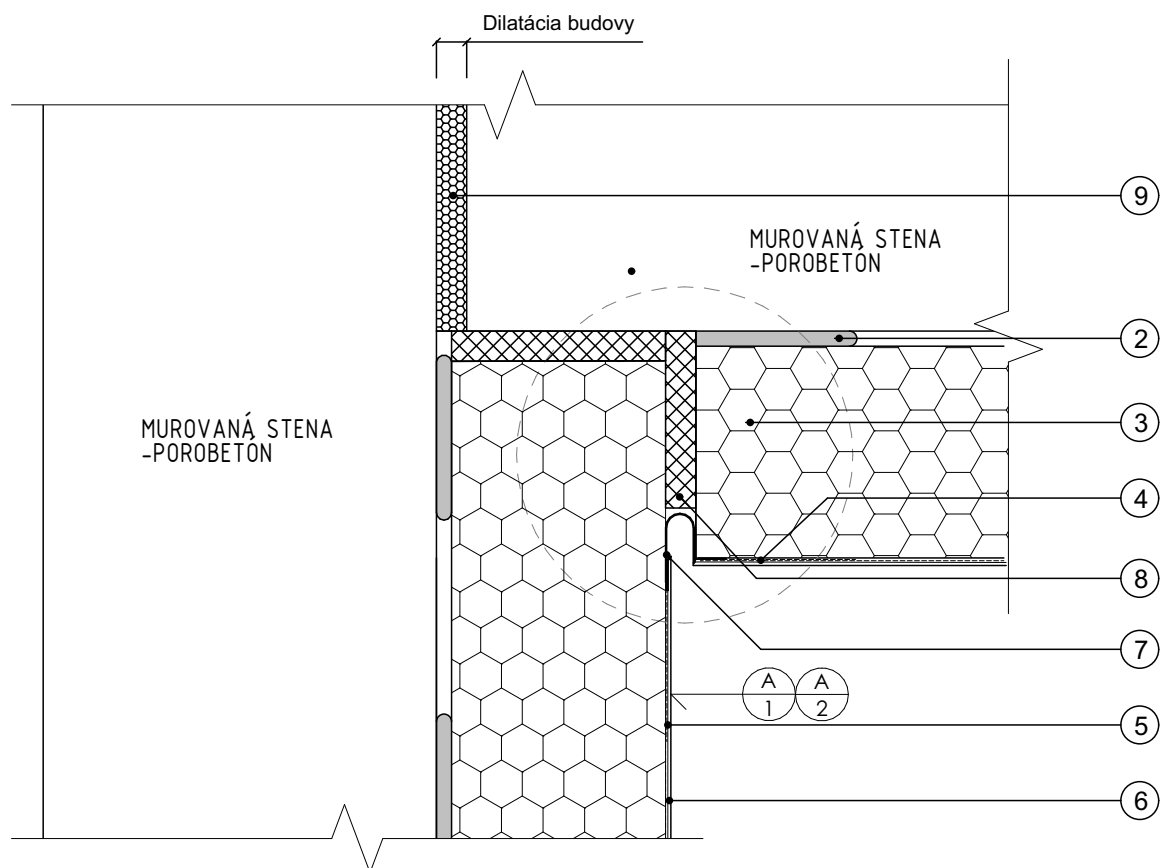 Dilatácia budovy
9
MUROVANÁ STENA
-POROBETÓN
2
MUROVANÁ STENA
-POROBETÓN
3
4
8
7
A A
1 2
5
6